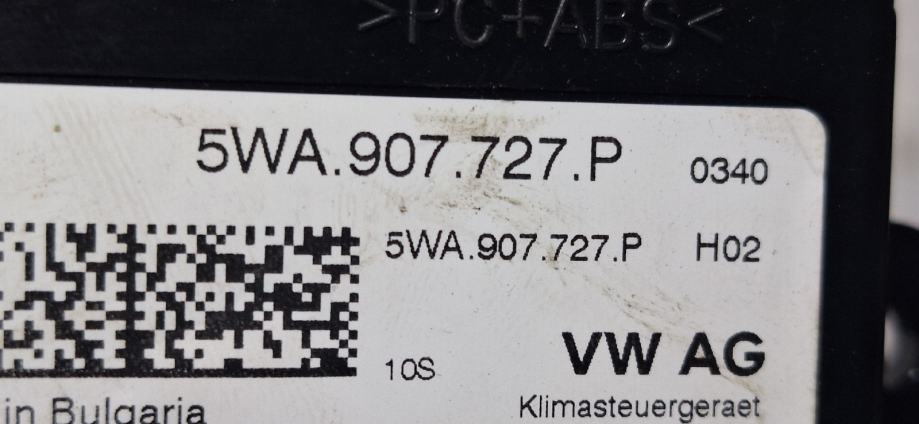 >PC+ABS<
5WA.907.727.P 0340
5WA.907.727.P H02
10S
VW AG
in Bulgaria
Klimasteuergeraet